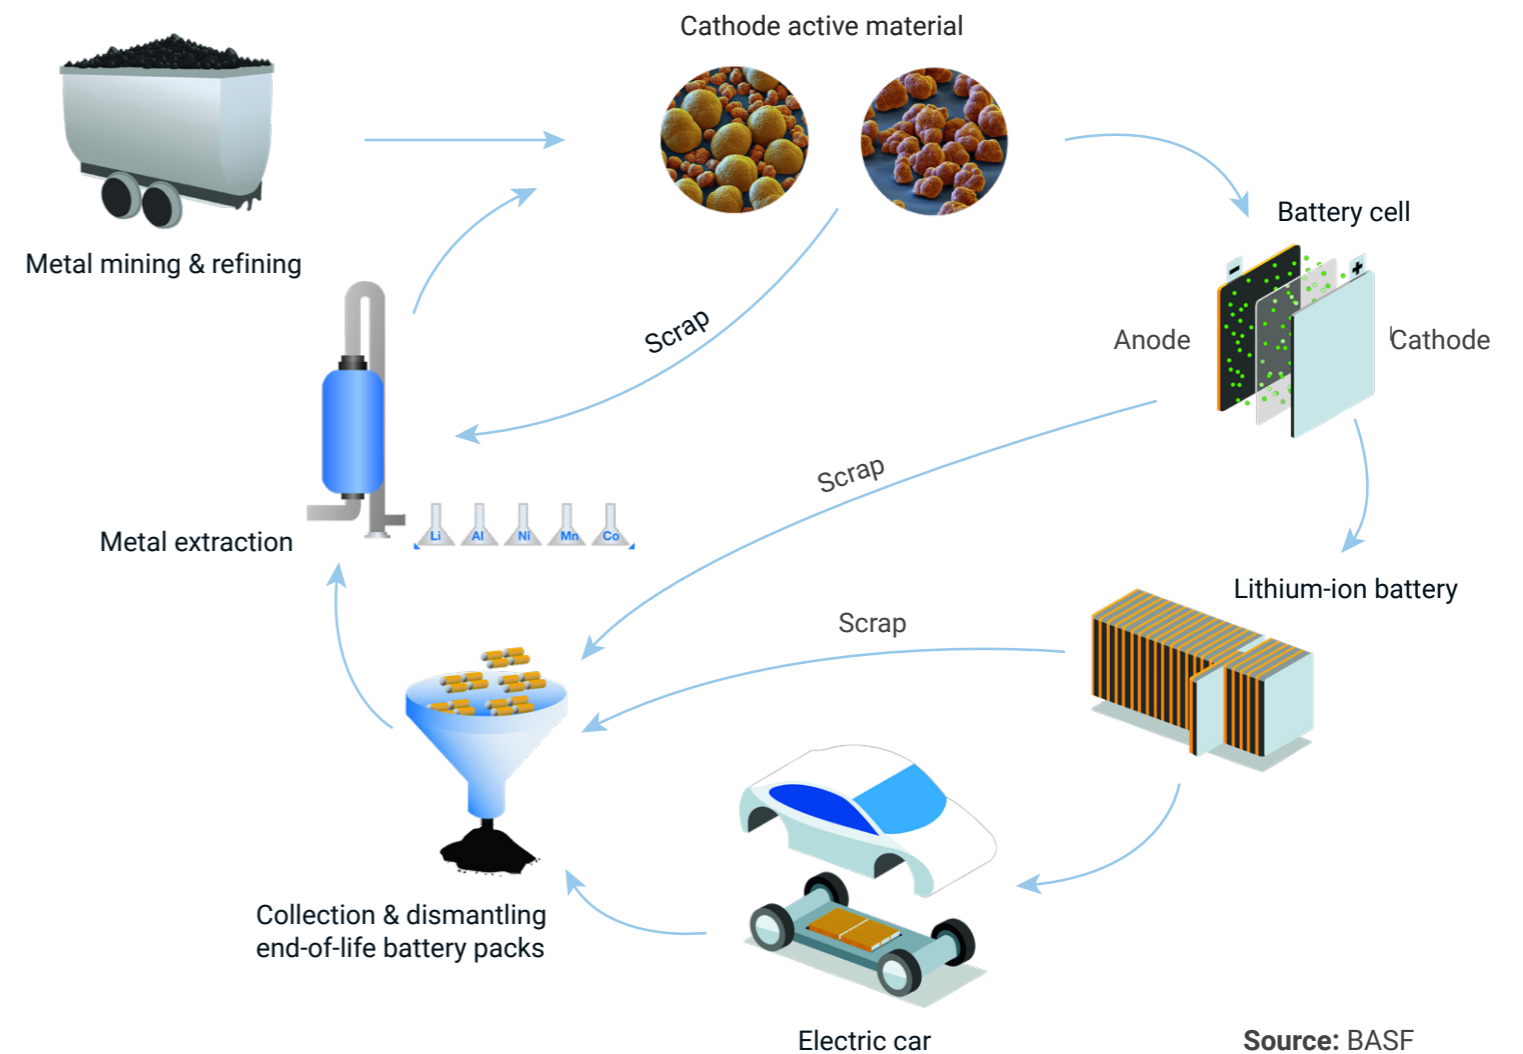 Cathode active material
Metal mining & refining
Battery cell
-
+
Anode
Cathode
Scrap
Scrap
Metal extraction
Li Al Ni Mn Co
Lithium-ion battery
Scrap
Collection & dismantling
end-of-life battery packs
Electric car
Source: BASF